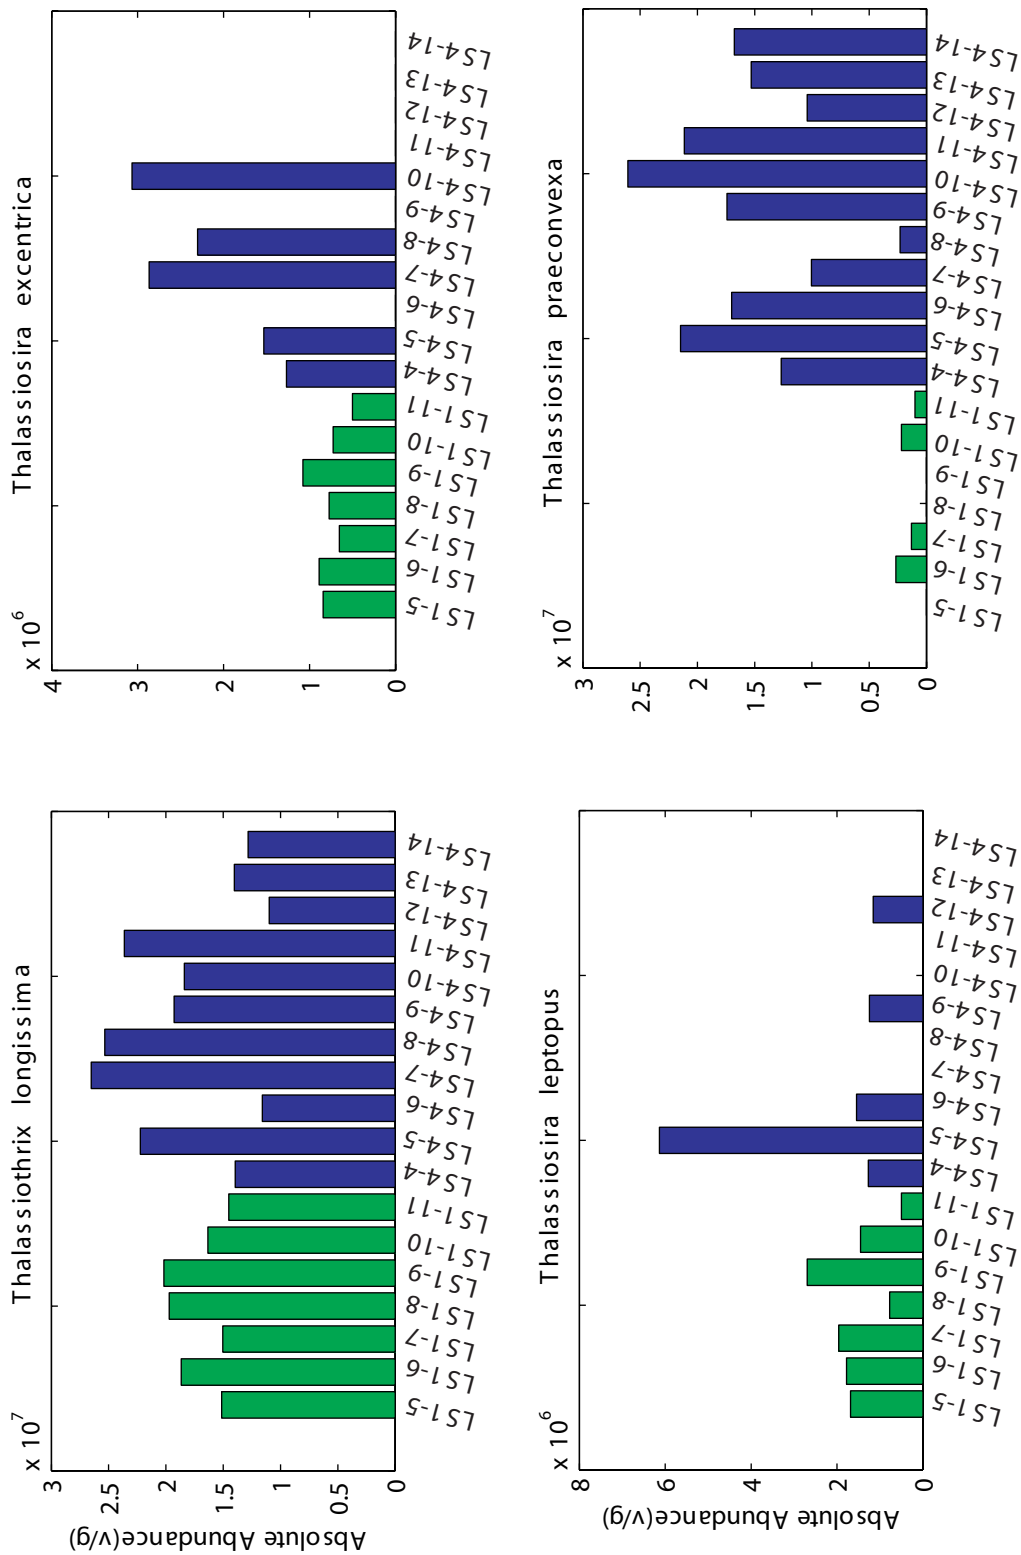 Thalassiothrix longissima
x 10^7
Absolute Abundance(v/g)
3
2.5
2
1.5
1
0.5
0
LS1-5
LS1-6
LS1-7
LS1-8
LS1-9
LS1-10
LS1-11
LS4-4
LS4-5
LS4-6
LS4-7
LS4-8
LS4-9
LS4-10
LS4-11
LS4-12
LS4-13
LS4-14
Thalassiosira excentrica
x 10^6
4
3
2
1
0
LS1-5
LS1-6
LS1-7
LS1-8
LS1-9
LS1-10
LS1-11
LS4-4
LS4-5
LS4-6
LS4-7
LS4-8
LS4-9
LS4-10
LS4-11
LS4-12
LS4-13
LS4-14
Thalassiosira leptopus
x 10^6
Absolute Abundance(v/g)
8
6
4
2
0
LS1-5
LS1-6
LS1-7
LS1-8
LS1-9
LS1-10
LS1-11
LS4-4
LS4-5
LS4-6
LS4-7
LS4-8
LS4-9
LS4-10
LS4-11
LS4-12
LS4-13
LS4-14
Thalassiosira praeconvexa
x 10^7
3
2.5
2
1.5
1
0.5
0
LS1-5
LS1-6
LS1-7
LS1-8
LS1-9
LS1-10
LS1-11
LS4-4
LS4-5
LS4-6
LS4-7
LS4-8
LS4-9
LS4-10
LS4-11
LS4-12
LS4-13
LS4-14